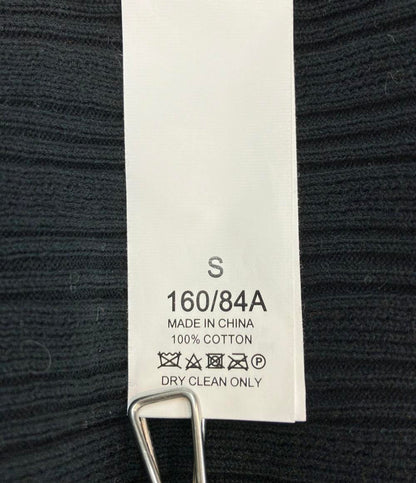 S
160/84A
MADE IN CHINA
100% COTTON
P
DRY CLEAN ONLY